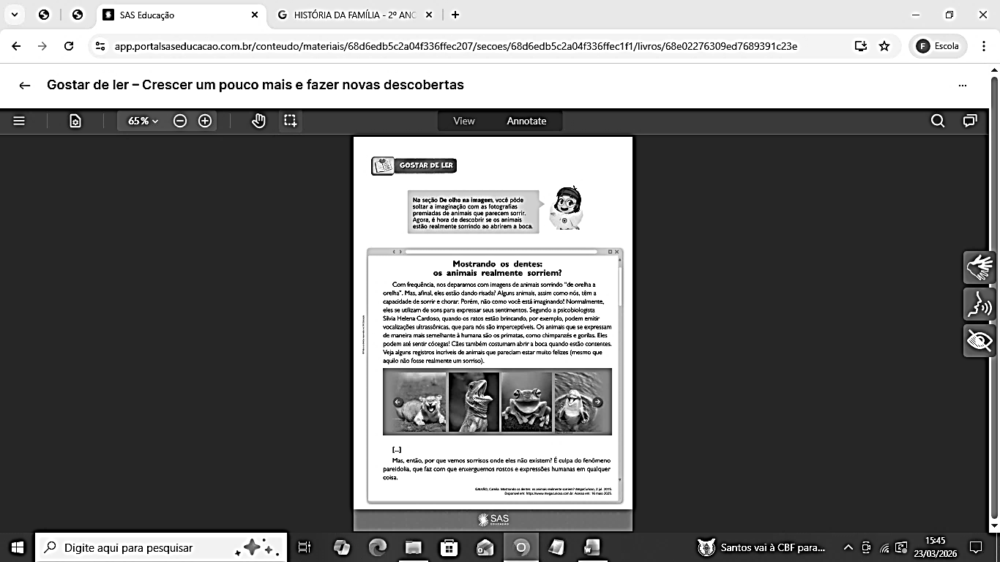 SAS Educação
HISTÓRIA DA FAMÍLIA - 2º ANO
app.portalsaseducacao.com.br/conteudo/materiais/68d6edb5c2a04f336ffec207/secoes/68d6edb5c2a04f336ffec1f1/livros/68e02276309ed7689391c23e
F Escola
Gostar de ler – Crescer um pouco mais e fazer novas descobertas
65%
View Annotate
GOSTAR DE LER
Na seção De olho na imagem, você pôde
soltar a imaginação com as fotografias
premiadas de animais que parecem sorrir.
Agora, é hora de descobrir se os animais
estão realmente sorrindo ao abrirem a boca.
Mostrando os dentes:
os animais realmente sorriem?
Com frequência, nos deparamos com imagens de animais sorrindo “de orelha a
orelha”. Mas, afinal, eles estão dando risada? Alguns animais, assim como nós, têm a
capacidade de sorrir e chorar. Porém, não como você está imaginando! Normalmente,
eles se utilizam de sons para expressar seus sentimentos. Segundo a psicobiologista
Silvia Helena Cardoso, quando os ratos estão brincando, por exemplo, podem emitir
vocalizações ultrassônicas, que para nós são imperceptíveis. Os animais que se expressam
de maneira mais semelhante à humana são os primatas, como chimpanzés e gorilas. Eles
podem até sentir cócegas! Cães também costumam abrir a boca quando estão contentes.
Veja alguns registros incríveis de animais que pareciam estar muito felizes (mesmo que
aquilo não fosse realmente um sorriso).
[...]
Mas, então, por que vemos sorrisos onde eles não existem? É culpa do fenômeno
pareidolia, que faz com que enxerguemos rostos e expressões humanas em qualquer
coisa.
GALVÃO, Camila. Mostrando os dentes: os animais realmente sorriem? MegaCurioso, 2 jul. 2015.
Disponível em: https://www.megacurioso.com.br. Acesso em: 16 maio 2025.
SAS
EDUCAÇÃO
Digite aqui para pesquisar
Santos vai à CBF para...
15:45
23/03/2026